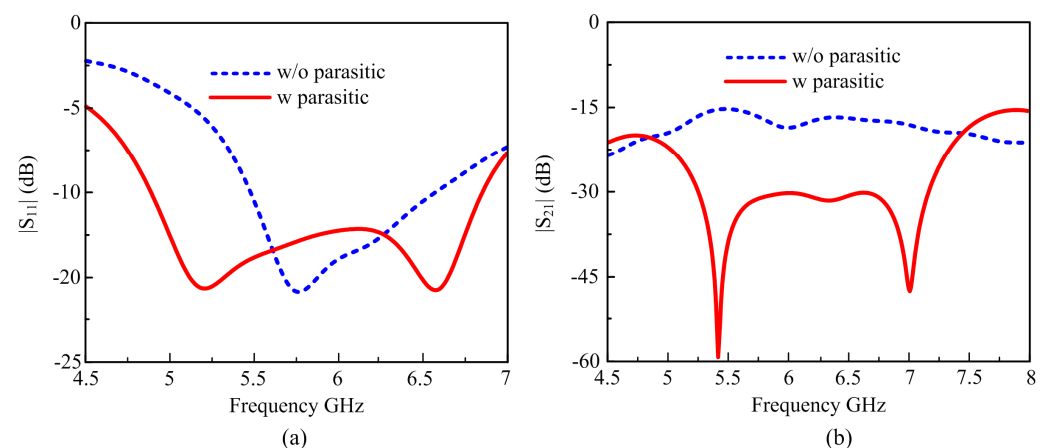 0
-5
-10
-20
-25
|S11| (dB)
w/o parasitic
w parasitic
4.5 5 5.5 6 6.5 7
Frequency GHz
(a)
0
-15
-30
-45
-60
|S21| (dB)
w/o parasitic
w parasitic
4.5 5 5.5 6 6.5 7 7.5 8
Frequency GHz
(b)